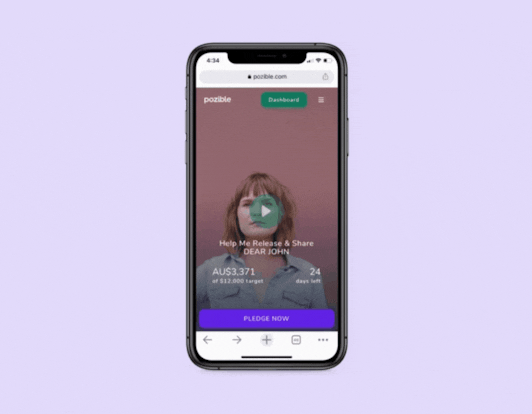 4:34
pozible.com
pozible
Dashboard
Help Me Release & Share
DEAR JOHN
AU$3,371
24
of $12,000 target
days left
PLEDGE NOW